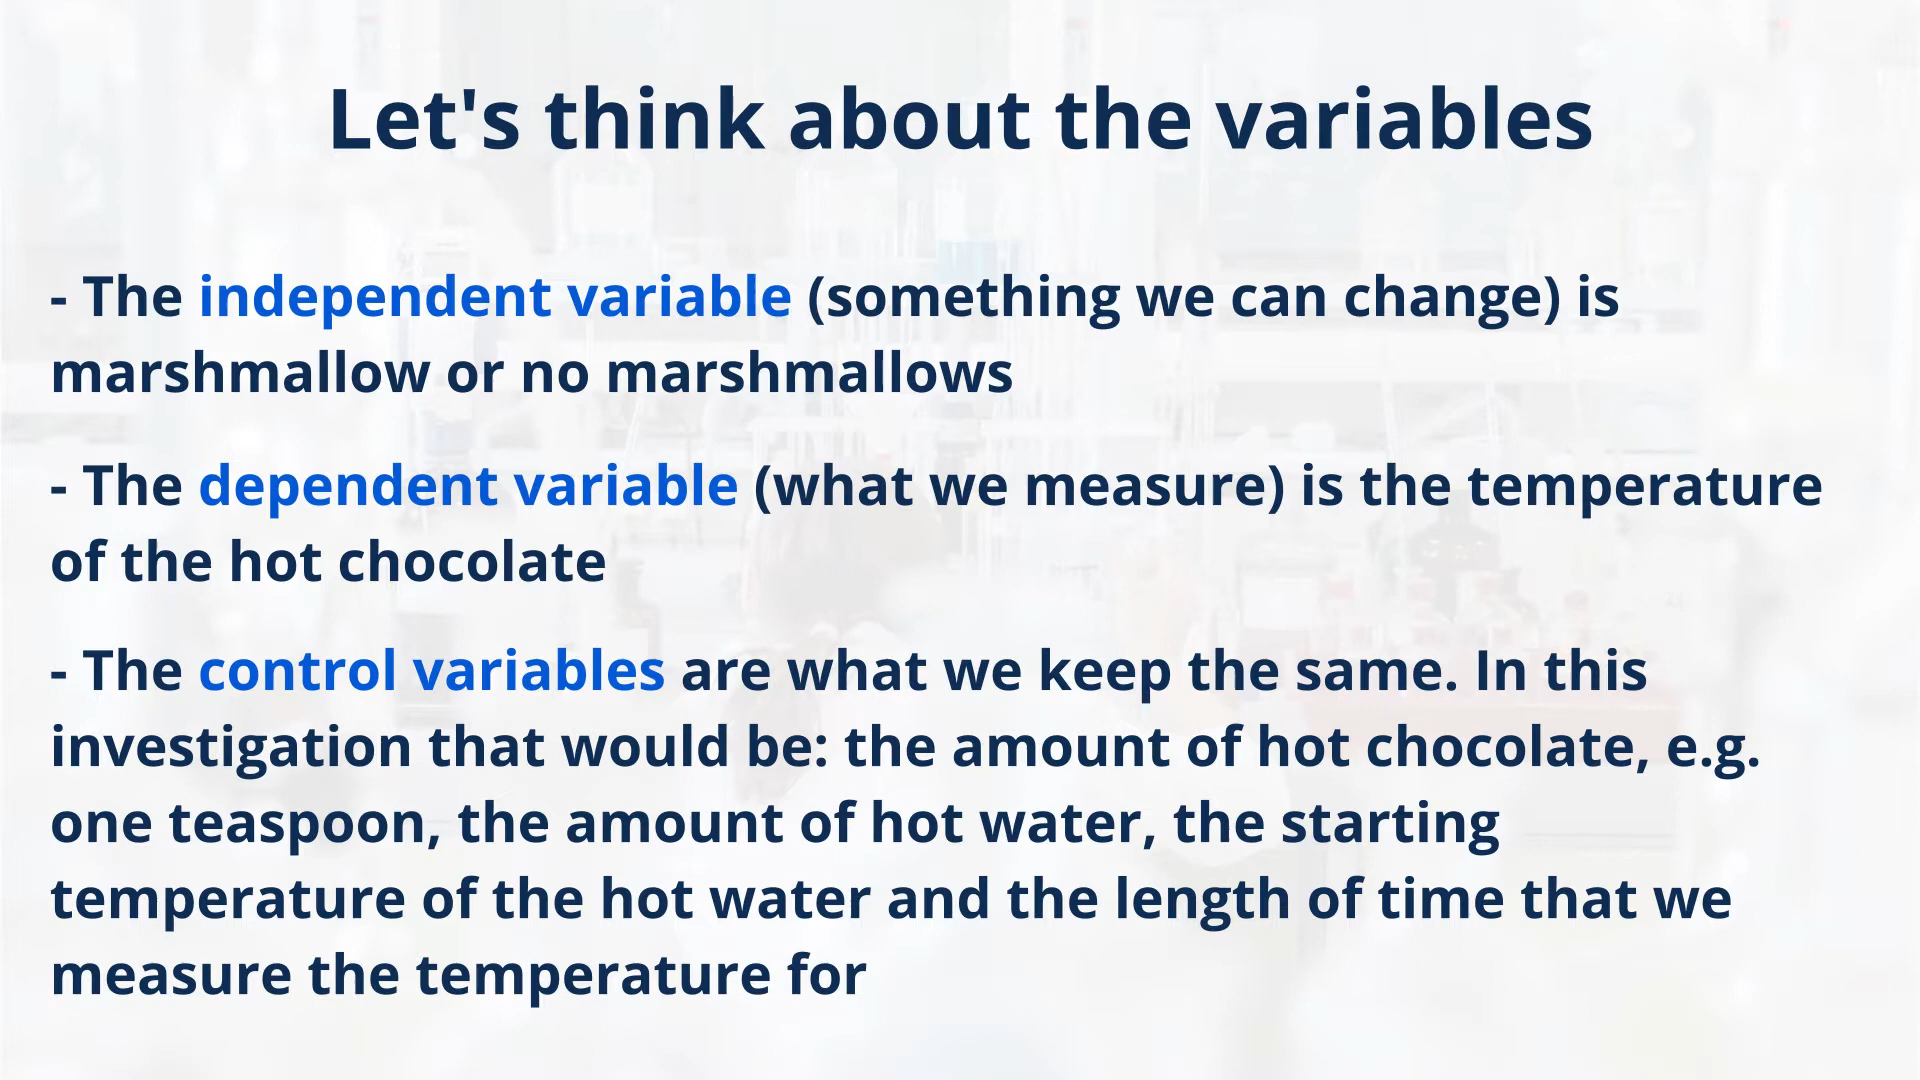 Let's think about the variables
- The independent variable (something we can change) is
marshmallow or no marshmallows
- The dependent variable (what we measure) is the temperature
of the hot chocolate
- The control variables are what we keep the same. In this
investigation that would be: the amount of hot chocolate, e.g.
one teaspoon, the amount of hot water, the starting
temperature of the hot water and the length of time that we
measure the temperature for